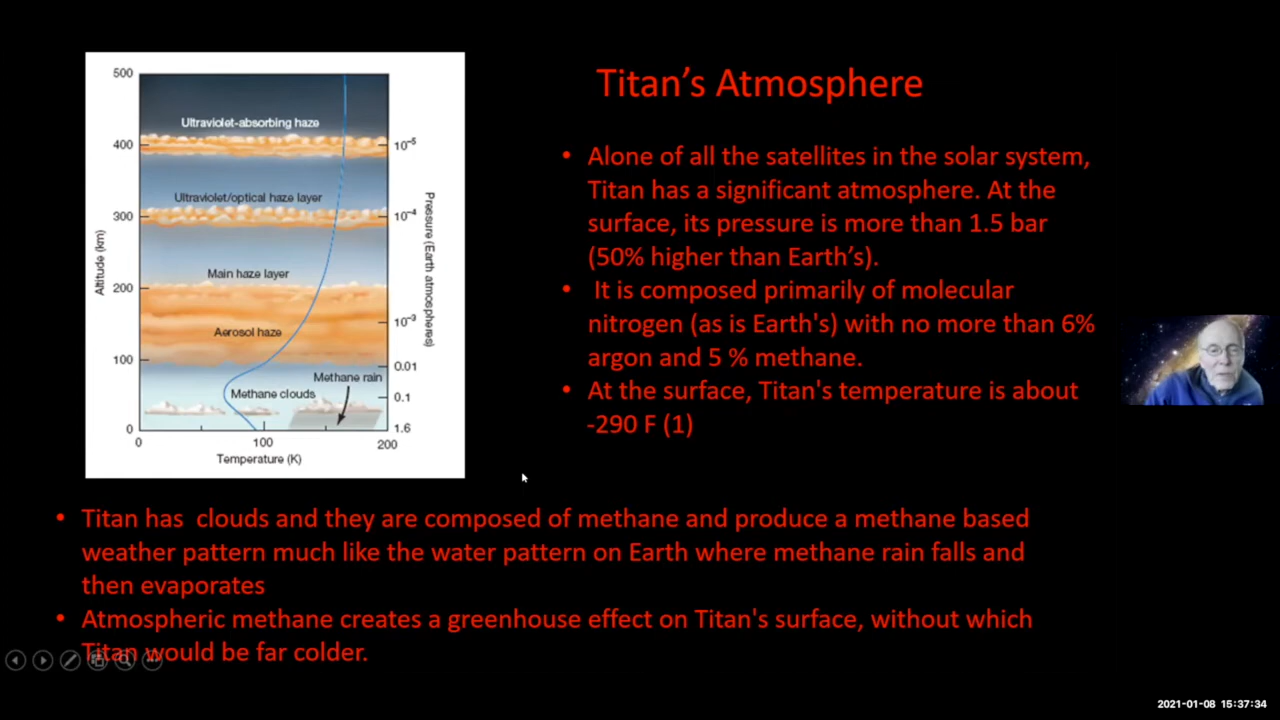 Titan’s Atmosphere
500
400
300
200
100
0
Altitude (km)
Ultraviolet-absorbing haze
Ultraviolet/optical haze layer
Main haze layer
Aerosol haze
Methane rain
Methane clouds
10⁻⁵
10⁻⁴
10⁻³
0.01
0.1
1.6
Pressure (Earth atmospheres)
0
100
200
Temperature (K)
• Alone of all the satellites in the solar system,
Titan has a significant atmosphere. At the
surface, its pressure is more than 1.5 bar
(50% higher than Earth’s).
• It is composed primarily of molecular
nitrogen (as is Earth's) with no more than 6%
argon and 5 % methane.
• At the surface, Titan's temperature is about
-290 F (1)
• Titan has  clouds and they are composed of methane and produce a methane based
weather pattern much like the water pattern on Earth where methane rain falls and
then evaporates
• Atmospheric methane creates a greenhouse effect on Titan's surface, without which
Titan would be far colder.
2021-01-08 15:37:34